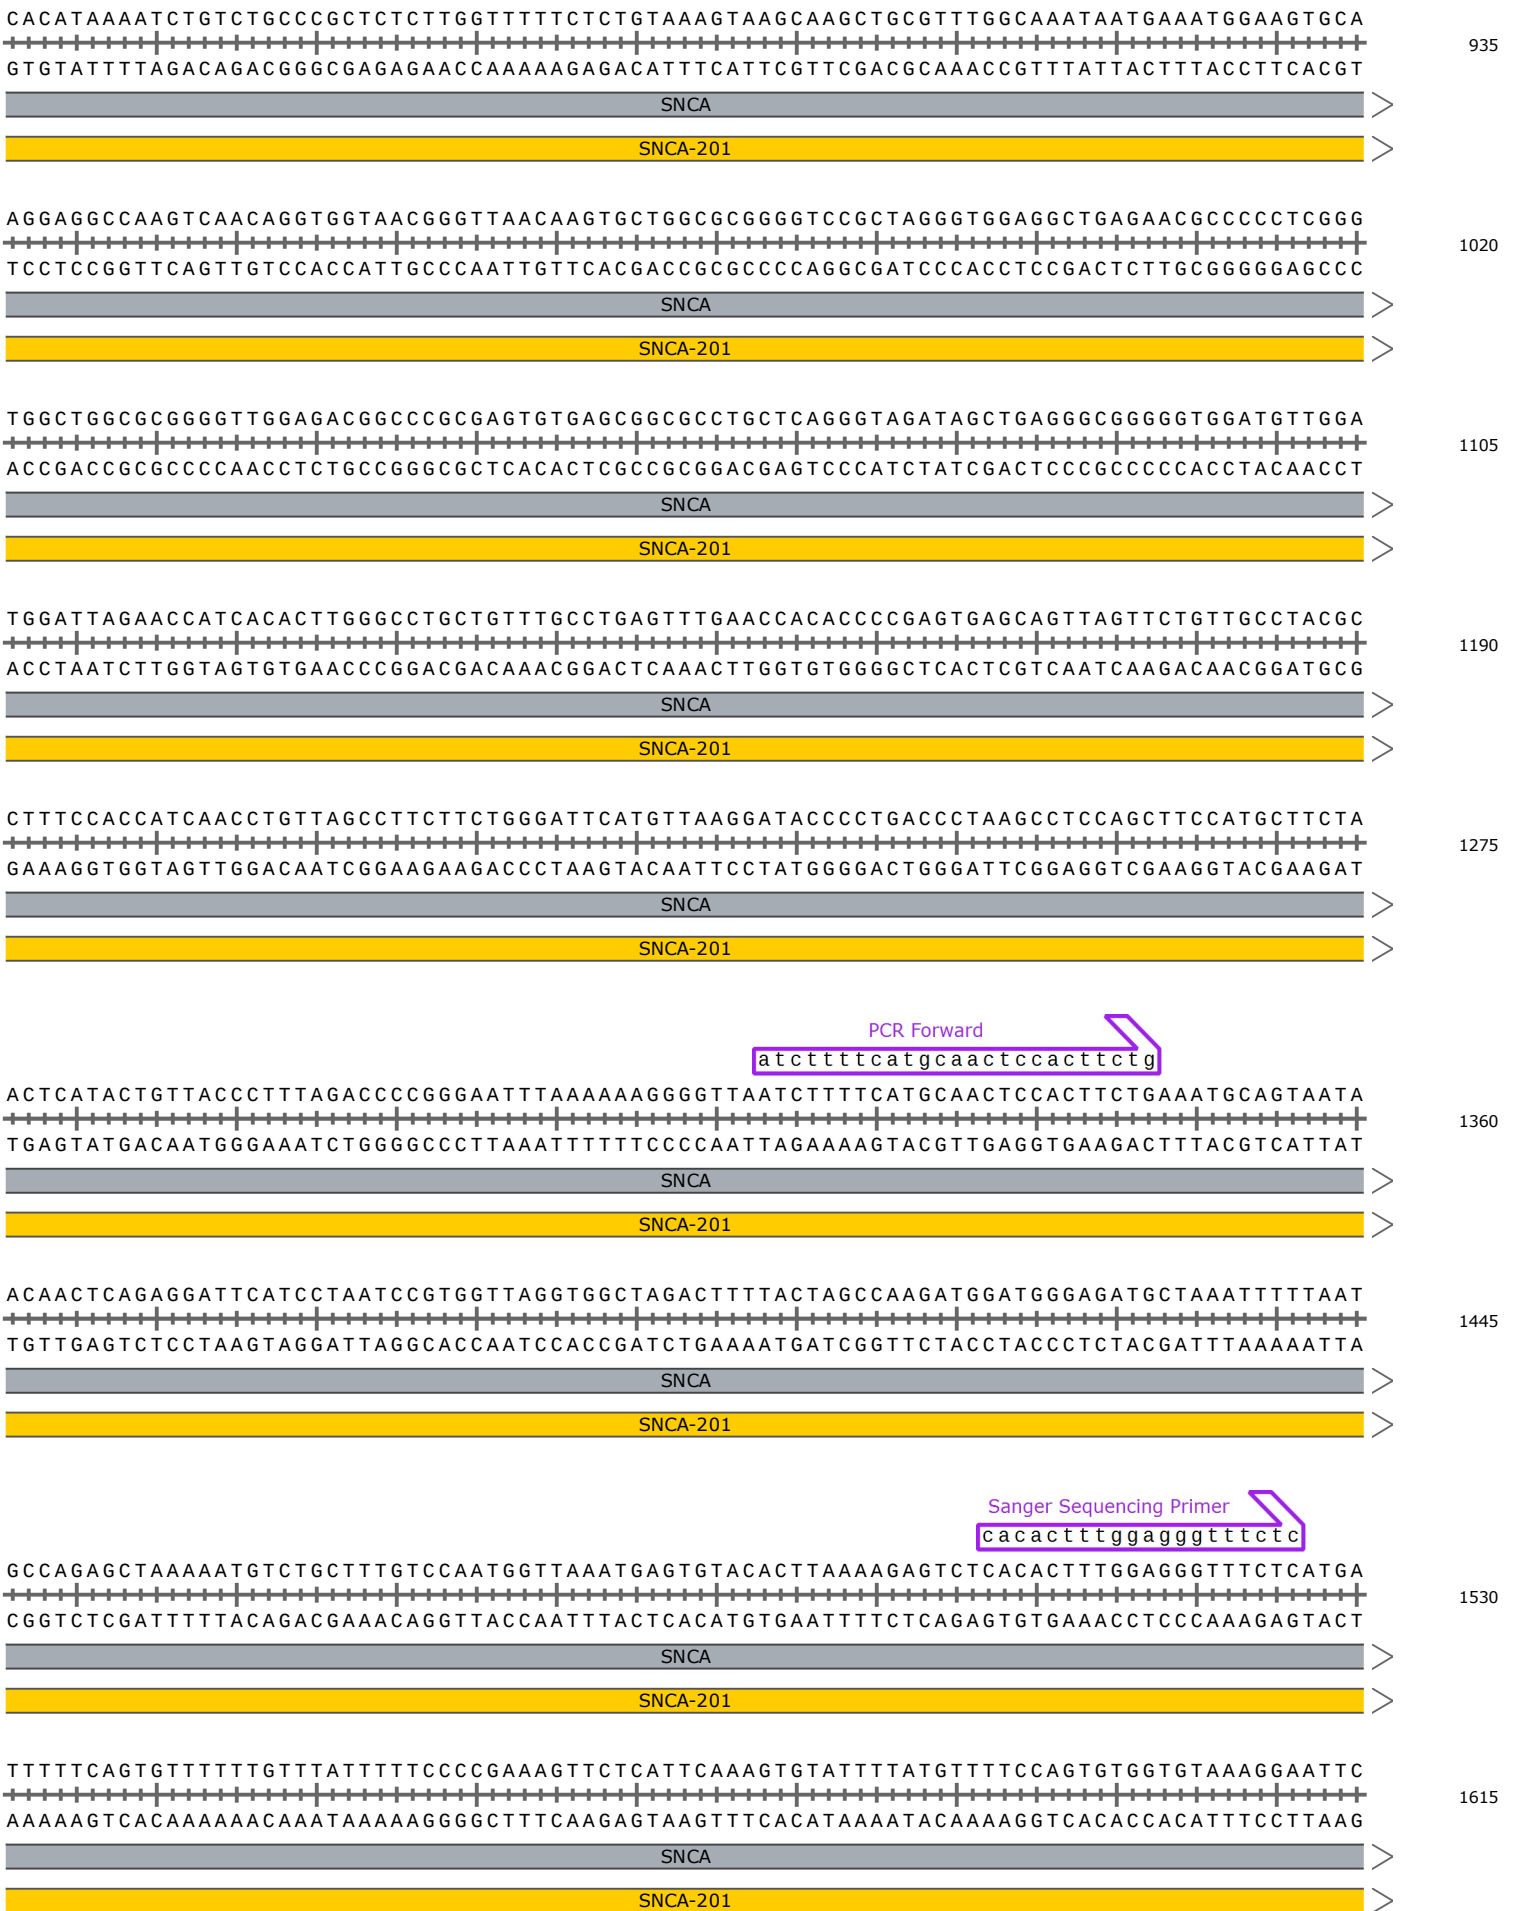 CACATAAAATCTGTCTGCCCGCTCTCTTGGTTTTTCTCTGTAAAGTAAGCAAGCTGCGTTTGGCAAATAATGAAATGGAAGTGCA
935
GTGTATTTTAGACAGACGGGCGAGAGAACCAAAAAGAGACATTTCATTCGTTCGACGCAAACCGTTTATTACTTTACCTTCACGT
SNCA
SNCA-201
AGGAGGCCAAGTCAACAGGTGGTAACGGGTTAACAAGTGCTGGCGCGGGGTCCGCTAGGGTGGAGGCTGAGAACGCCCCCTCGGG
1020
TCCTCCGGTTCAGTTGTCCACCATTGCCCAATTGTTCACGACCGCGCCCCAGGCGATCCCACCTCCGACTCTTGCGGGGGAGCCC
SNCA
SNCA-201
TGGCTGGCGCGGGGTTGGAGACGGCCCGCGAGTGTGAGCGGCGCCTGCTCAGGGTAGATAGCTGAGGGCGGGGGTGGATGTTGGA
1105
ACCGACCGCGCCCCAACCTCTGCCGGGCGCTCACACTCGCCGCGGACGAGTCCCATCTATCGACTCCCGCCCCCACCTACAACCT
SNCA
SNCA-201
TGGATTAGAACCATCACACTTGGGCCTGCTGTTTGCCTGAGTTTGAACCACACCCCGAGTGAGCAGTTAGTTCTGTTGCCTACGC
1190
ACCTAATCTTGGTAGTGTGAACCCGGACGACAAACGGACTCAAACTTGGTGTGGGGCTCACTCGTCAATCAAGACAACGGATGCG
SNCA
SNCA-201
CTTTCCACCATCAACCTGTTAGCCTTCTTCTGGGATTCATGTTAAGGATACCCCTGACCCTAAGCCTCCAGCTTCCATGCTTCTA
1275
GAAAGGTGGTAGTTGGACAATCGGAAGAAGACCCTAAGTACAATTCCTATGGGGACTGGGATTCGGAGGTCGAAGGTACGAAGAT
SNCA
SNCA-201
PCR Forward
atcttttcatgcaactccacttctg
ACTCATACTGTTACCCTTTAGACCCCGGGAATTTAAAAAAGGGGTTAATCTTTTCATGCAACTCCACTTCTGAAATGCAGTAATA
1360
TGAGTATGACAATGGGAAATCTGGGGCCCTTAAATTTTTTCCCCAATTAGAAAAGTACGTTGAGGTGAAGACTTTACGTCATTAT
SNCA
SNCA-201
ACAACTCAGAGGATTCATCCTAATCCGTGGTTAGGTGGCTAGACTTTTACTAGCCAAGATGGATGGGAGATGCTAAATTTTTAAT
1445
TGTTGAGTCTCCTAAGTAGGATTAGGCACCAATCCACCGATCTGAAAATGATCGGTTCTACCTACCCTCTACGATTTAAAAATTA
SNCA
SNCA-201
Sanger Sequencing Primer
cacactttggagggtttctc
GCCAGAGCTAAAAATGTCTGCTTTGTCCAATGGTTAAATGAGTGTACACTTAAAAGAGTCTCACACTTTGGAGGGTTTCTCATGA
1530
CGGTCTCGATTTTTACAGACGAAACAGGTTACCAATTTACTCACATGTGAATTTTCTCAGAGTGTGAAACCTCCCAAAGAGTACT
SNCA
SNCA-201
TTTTTCAGTGTTTTTTGTTTATTTTTCCCCGAAAGTTCTCATTCAAAGTGTATTTTATGTTTTCCAGTGTGGTGTAAAGGAATTC
1615
AAAAAGTCACAAAAAACAAATAAAAAGGGGCTTTCAAGAGTAAGTTTCACATAAAATACAAAAGGTCACACCACATTTCCTTAAG
SNCA
SNCA-201